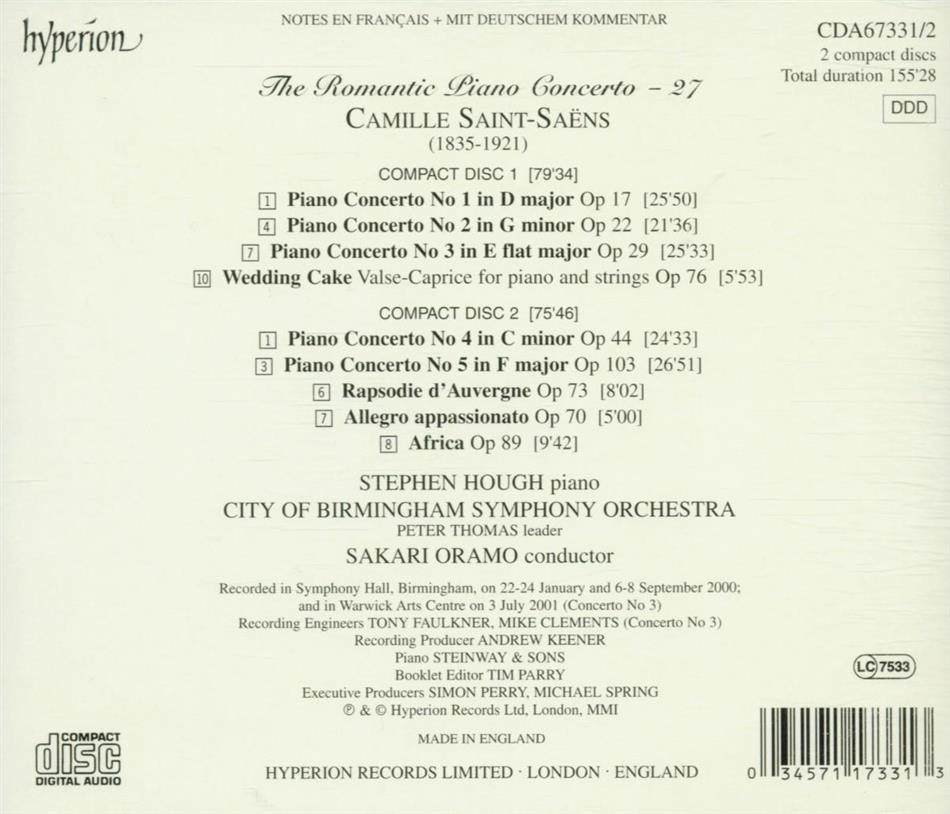 NOTES EN FRANÇAIS + MIT DEUTSCHEM KOMMENTAR
hyperion
CDA67331/2
2 compact discs
Total duration 155'28
DDD
The Romantic Piano Concerto – 27
CAMILLE SAINT-SAËNS
(1835-1921)
COMPACT DISC 1 [79'34]
1 Piano Concerto No 1 in D major Op 17 [25'50]
4 Piano Concerto No 2 in G minor Op 22 [21'36]
7 Piano Concerto No 3 in E flat major Op 29 [25'33]
10 Wedding Cake Valse-Caprice for piano and strings Op 76 [5'53]
COMPACT DISC 2 [75'46]
1 Piano Concerto No 4 in C minor Op 44 [24'33]
3 Piano Concerto No 5 in F major Op 103 [26'51]
6 Rapsodie d'Auvergne Op 73 [8'02]
7 Allegro appassionato Op 70 [5'00]
8 Africa Op 89 [9'42]
STEPHEN HOUGH piano
CITY OF BIRMINGHAM SYMPHONY ORCHESTRA
PETER THOMAS leader
SAKARI ORAMO conductor
Recorded in Symphony Hall, Birmingham, on 22-24 January and 6-8 September 2000;
and in Warwick Arts Centre on 3 July 2001 (Concerto No 3)
Recording Engineers TONY FAULKNER, MIKE CLEMENTS (Concerto No 3)
Recording Producer ANDREW KEENER
Piano STEINWAY & SONS
Booklet Editor TIM PARRY
Executive Producers SIMON PERRY, MICHAEL SPRING
℗ & © Hyperion Records Ltd, London, MMI
LC 7533
MADE IN ENGLAND
HYPERION RECORDS LIMITED · LONDON · ENGLAND
COMPACT
disc
DIGITAL AUDIO
0 34571 17331 3